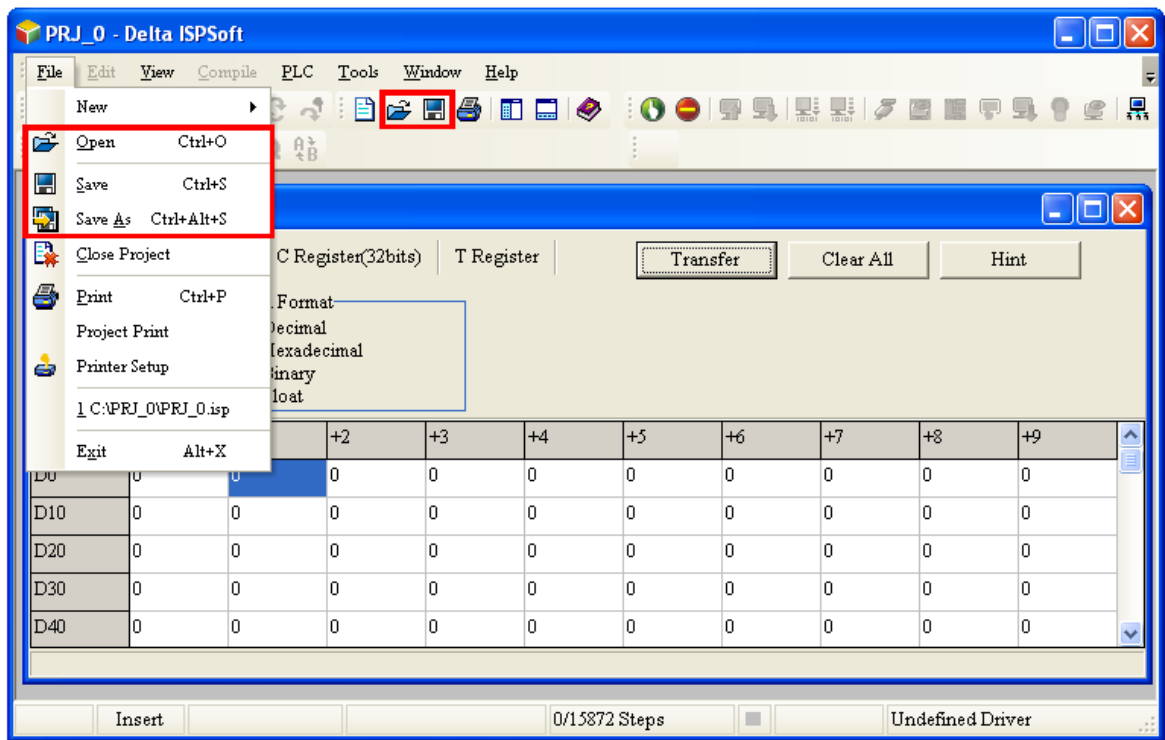 PRJ_0 - Delta ISPSoft
File Edit View Compile PLC Tools Window Help
New
Open Ctrl+O
Save Ctrl+S
Save As Ctrl+Alt+S
Close Project
Print Ctrl+P
Project Print
Printer Setup
1 C:\PRJ_0\PRJ_0.isp
Exit Alt+X
C Register(32bits) T Register Transfer Clear All Hint
Format
Decimal
Hexadecimal
Binary
Float
+2 +3 +4 +5 +6 +7 +8 +9
D0 0 0 0 0 0 0 0 0 0 0
D10 0 0 0 0 0 0 0 0 0 0
D20 0 0 0 0 0 0 0 0 0 0
D30 0 0 0 0 0 0 0 0 0 0
D40 0 0 0 0 0 0 0 0 0 0
Insert 0/15872 Steps Undefined Driver